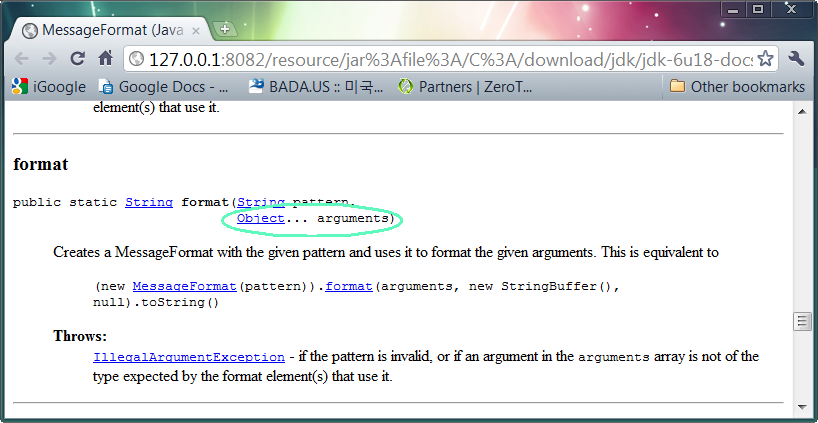 MessageFormat (Java
127.0.0.1:8082/resource/jar%3Afile%3A/C%3A/download/jdk/jdk-6u18-docs
iGoogle Google Docs - ... BADA.US :: 미국... Partners | ZeroT... Other bookmarks
element(s) that use it.
format
public static String format(String pattern,
Object... arguments)
Creates a MessageFormat with the given pattern and uses it to format the given arguments. This is equivalent to
(new MessageFormat(pattern)).format(arguments, new StringBuffer(),
null).toString()
Throws:
IllegalArgumentException - if the pattern is invalid, or if an argument in the arguments array is not of the
type expected by the format element(s) that use it.